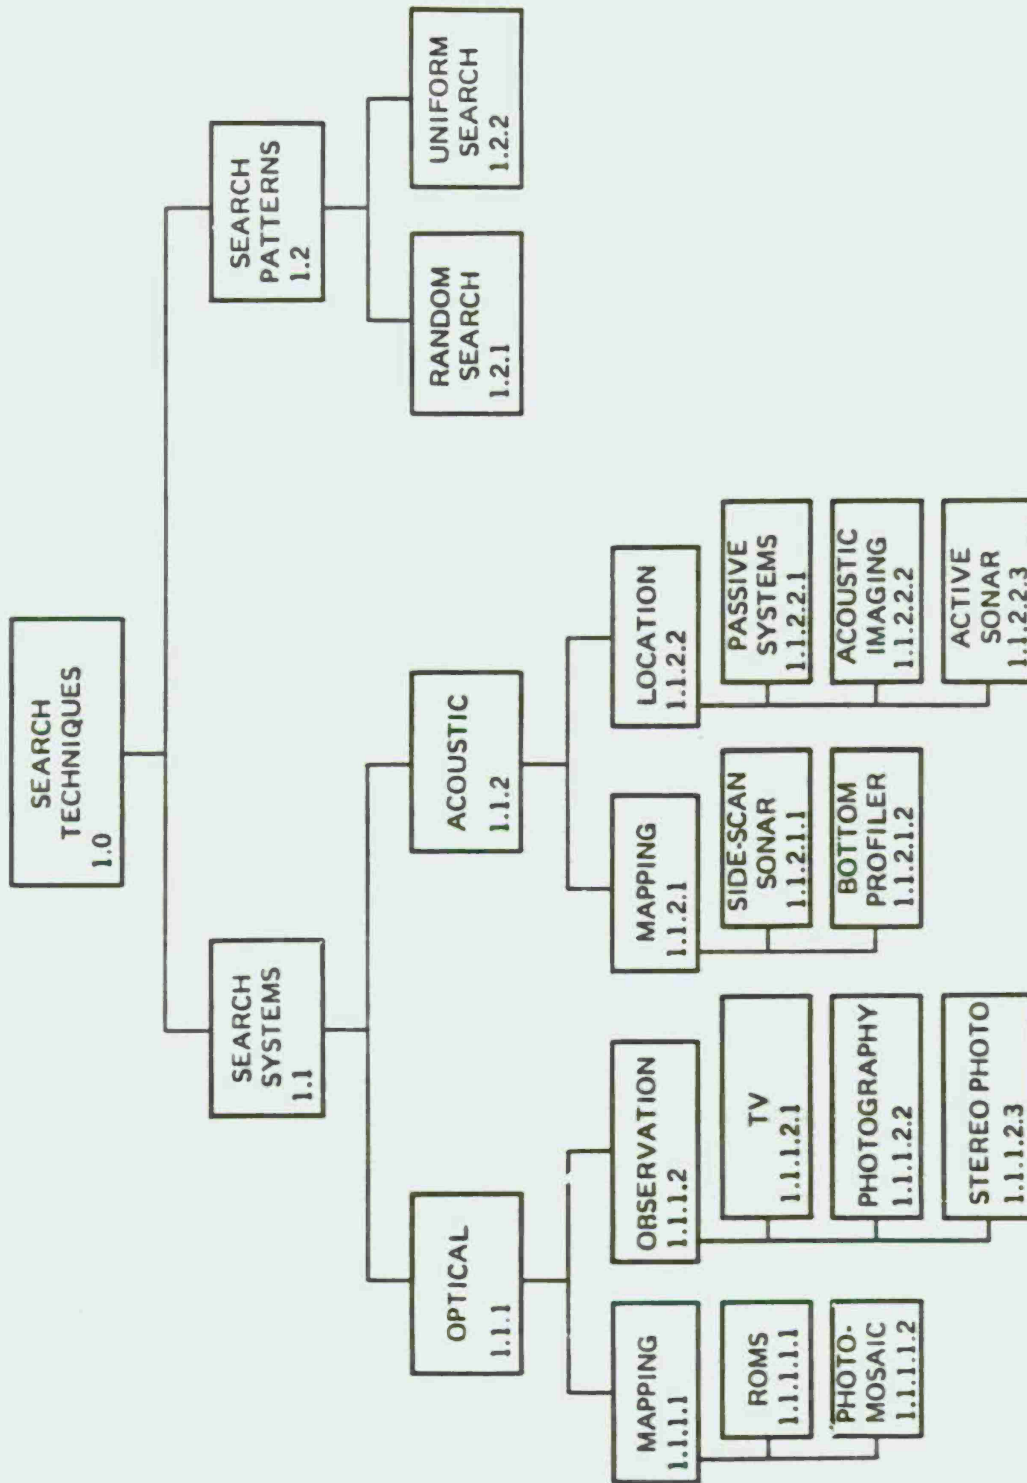 SEARCH
TECHNIQUES
1.0
SEARCH
SYSTEMS
1.1
SEARCH
PATTERNS
1.2
OPTICAL
1.1.1
ACOUSTIC
1.1.2
RANDOM
SEARCH
1.2.1
UNIFORM
SEARCH
1.2.2
MAPPING
1.1.1.1
OBSERVATION
1.1.1.2
MAPPING
1.1.2.1
LOCATION
1.1.2.2
ROMS
1.1.1.1.1
PHOTO-
MOSAIC
1.1.1.1.2
TV
1.1.1.2.1
PHOTOGRAPHY
1.1.1.2.2
STEREO PHOTO
1.1.1.2.3
SIDE-SCAN
SONAR
1.1.2.1.1
BOTTOM
PROFILER
1.1.2.1.2
PASSIVE
SYSTEMS
1.1.2.2.1
ACOUSTIC
IMAGING
1.1.2.2.2
ACTIVE
SONAR
1.1.2.2.3